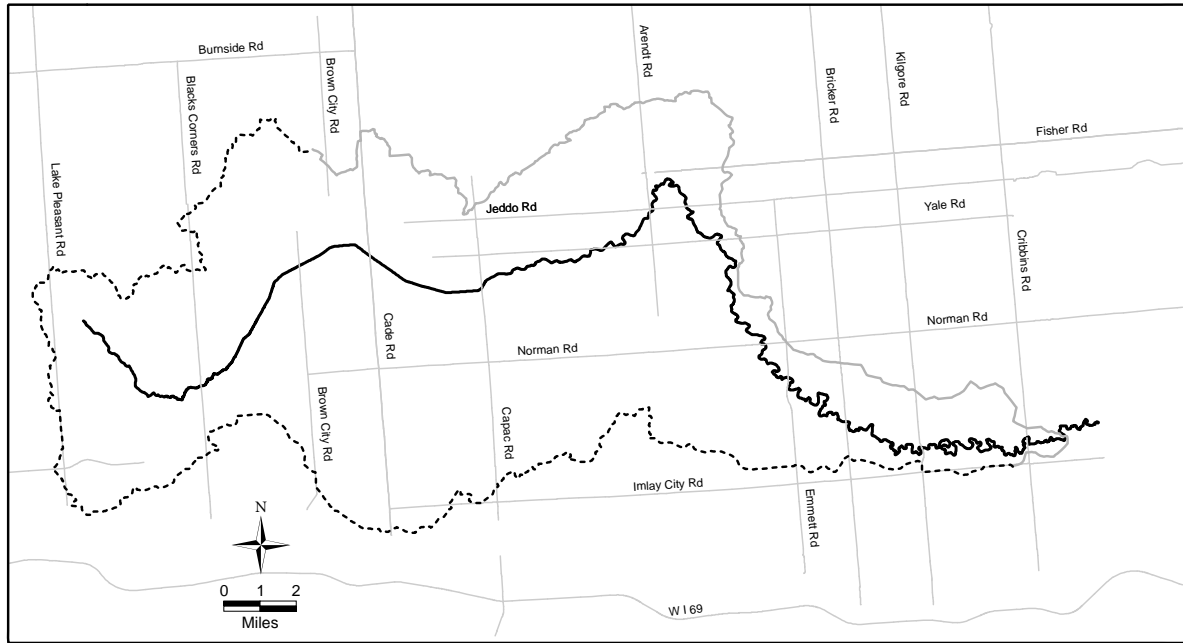 Burnside Rd
Brown City Rd
Blacks Corners Rd
Arendt Rd
Bricker Rd
Kilgore Rd
Fisher Rd
Lake Pleasant Rd
Jeddo Rd
Yale Rd
Cribbins Rd
Cade Rd
Norman Rd
Norman Rd
Brown City Rd
Capac Rd
Imlay City Rd
Emmett Rd
N
0 1 2
Miles
W I 69